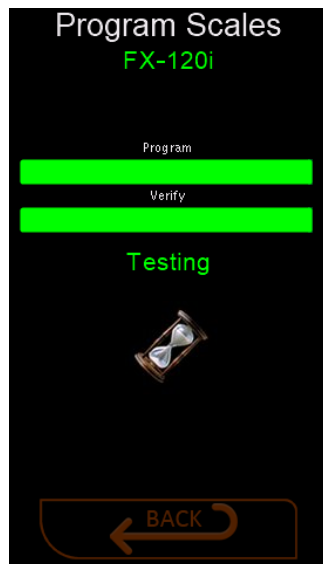 Program Scales
FX-120i
Program
Verify
Testing
BACK